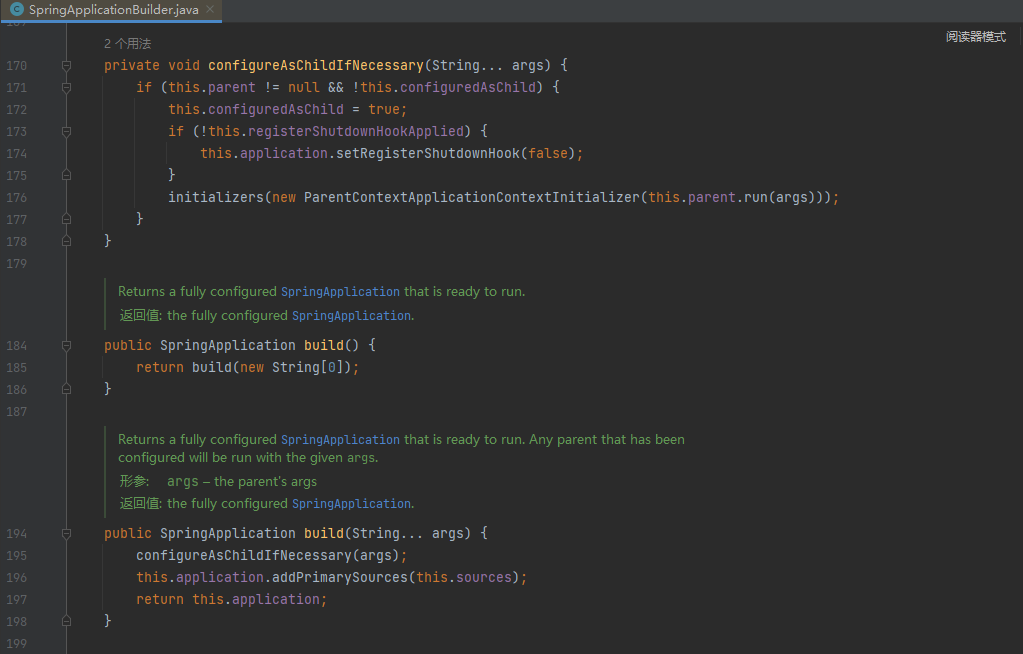 SpringApplicationBuilder.java
阅读器模式
2 个用法
170 private void configureAsChildIfNecessary(String... args) {
171 if (this.parent != null && !this.configuredAsChild) {
172 this.configuredAsChild = true;
173 if (!this.registerShutdownHookApplied) {
174 this.application.setRegisterShutdownHook(false);
175 }
176 initializers(new ParentContextApplicationContextInitializer(this.parent.run(args)));
177 }
178 }
179
Returns a fully configured SpringApplication that is ready to run.
返回值: the fully configured SpringApplication.
184 public SpringApplication build() {
185 return build(new String[0]);
186 }
187
Returns a fully configured SpringApplication that is ready to run. Any parent that has been
configured will be run with the given args.
形参: args – the parent's args
返回值: the fully configured SpringApplication.
194 public SpringApplication build(String... args) {
195 configureAsChildIfNecessary(args);
196 this.application.addPrimarySources(this.sources);
197 return this.application;
198 }
199